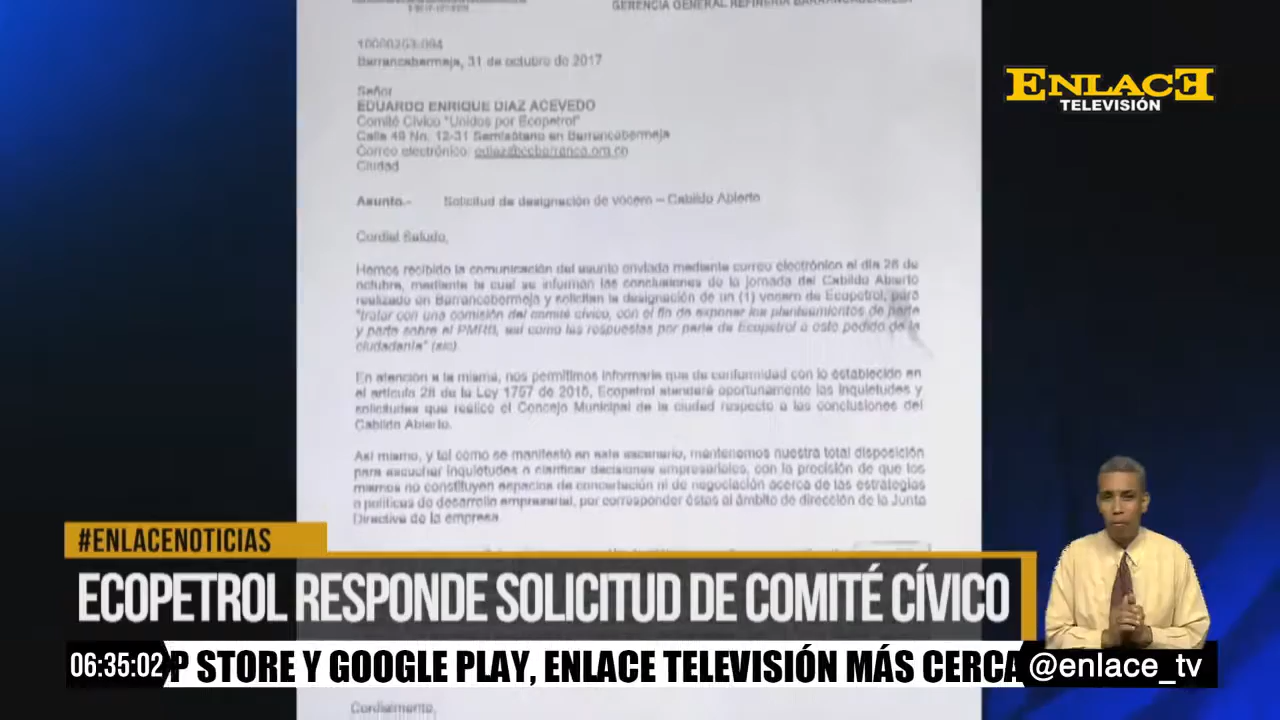 GERENCIA GENERAL REFINERIA BARRANCABERMEJA
Barrancabermeja, 31 de octubre de 2017
Señor
EDUARDO ENRIQUE DIAZ ACEVEDO
Comité Cívico "Unidos por Ecopetrol"
Calle 49 No. 12-31 Semisótano en Barrancabermeja
Correo electrónico: ediaz@ccbarranca.org.co
Ciudad
Asunto.- Solicitud de designación de vocero – Cabildo Abierto
Cordial Saludo,
Hemos recibido la comunicación del asunto enviada mediante correo electrónico el día 28 de
octubre, mediante la cual se informan las conclusiones de la jornada del Cabildo Abierto
realizado en Barrancabermeja y solicitan la designación de un (1) vocero de Ecopetrol, para
"tratar con una comisión del comité cívico, con el fin de exponer los planteamientos de parte
y parte sobre el PMRB, así como las respuestas por parte de Ecopetrol a este pedido de la
ciudadanía" (sic).
En atención a la misma, nos permitimos informarle que de conformidad con lo establecido en
el artículo 28 de la Ley 1757 de 2015, Ecopetrol atenderá oportunamente las inquietudes y
solicitudes que realice el Concejo Municipal de la ciudad respecto a las conclusiones del
Cabildo Abierto.
Así mismo, y tal como se manifestó en este escenario, mantenemos nuestra total disposición
para escuchar inquietudes o clarificar decisiones empresariales, con la precisión de que los
mismos no constituyen espacios de concertación ni de negociación acerca de las estrategias
o políticas de desarrollo empresarial, por corresponder éstas al ámbito de dirección de la Junta
Directiva de la empresa.
Cordialmente,
ENLACE
TELEVISIÓN
#ENLACENOTICIAS
ECOPETROL RESPONDE SOLICITUD DE COMITÉ CÍVICO
06:35:02 P STORE Y GOOGLE PLAY, ENLACE TELEVISIÓN MÁS CERCA @enlace_tv